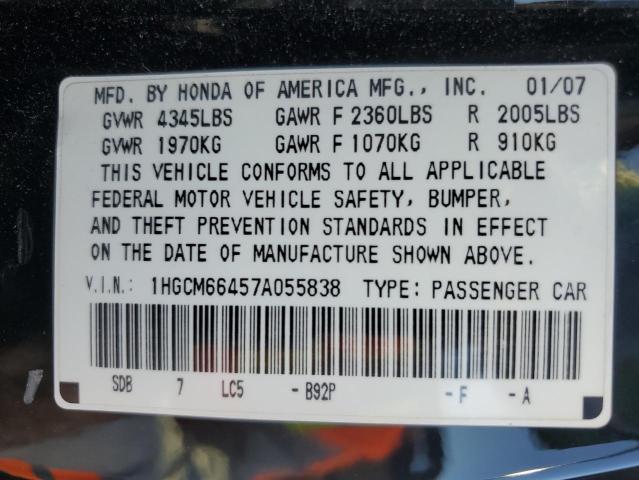 MFD. BY HONDA OF AMERICA MFG., INC. 01/07
GVWR 4345LBS GAWR F 2360LBS R 2005LBS
GVWR 1970KG GAWR F 1070KG R 910KG
THIS VEHICLE CONFORMS TO ALL APPLICABLE
FEDERAL MOTOR VEHICLE SAFETY, BUMPER,
AND THEFT PREVENTION STANDARDS IN EFFECT
ON THE DATE OF MANUFACTURE SHOWN ABOVE.
V.I.N.: 1HGCM66457A055838 TYPE: PASSENGER CAR
SDB 7 LC5 -B92P -F -A